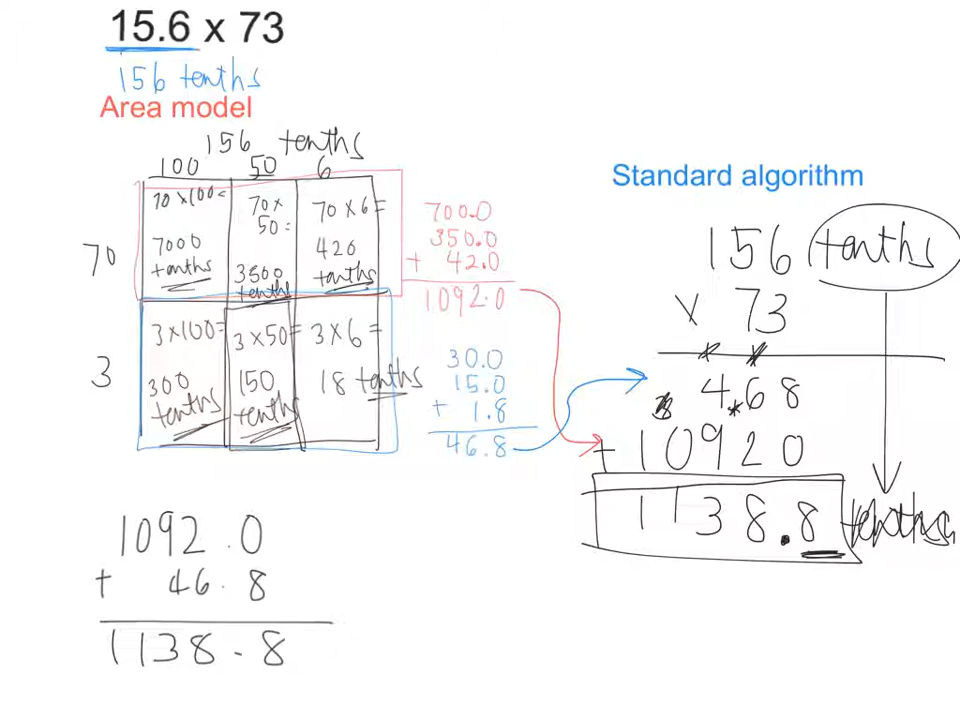 15.6 x 73
156 tenths
Area model
156 tenths
100 50 6
70
70 x 100=
7000
tenths
70 x
50=
3500
tenths
70 x 6=
420
tenths
3
3 x 100=
300
tenths
3 x 50=
150
tenths
3 x 6=
18 tenths
700.0
350.0
+ 42.0
1092.0
30.0
15.0
+ 1.8
46.8
1092.0
+ 46.8
1138.8
Standard algorithm
156 tenths
x 73
468
+ 10920
1138.8 tenths